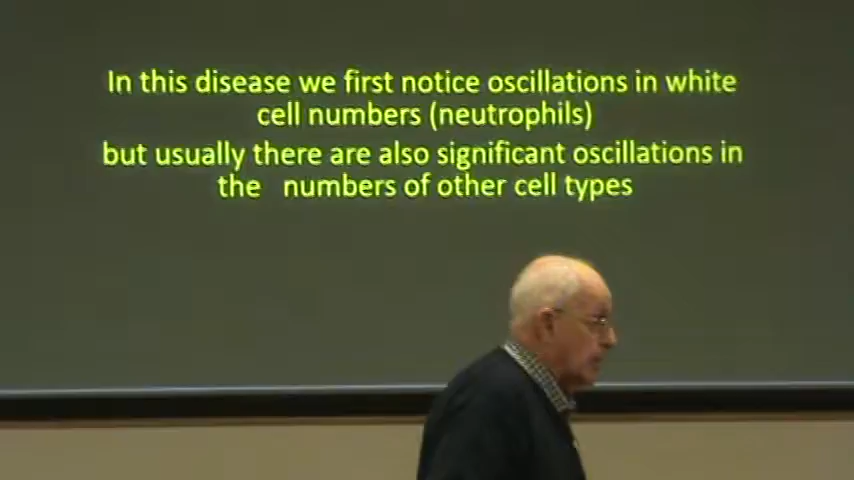 In this disease we first notice oscillations in white
cell numbers (neutrophils)
but usually there are also significant oscillations in
the numbers of other cell types